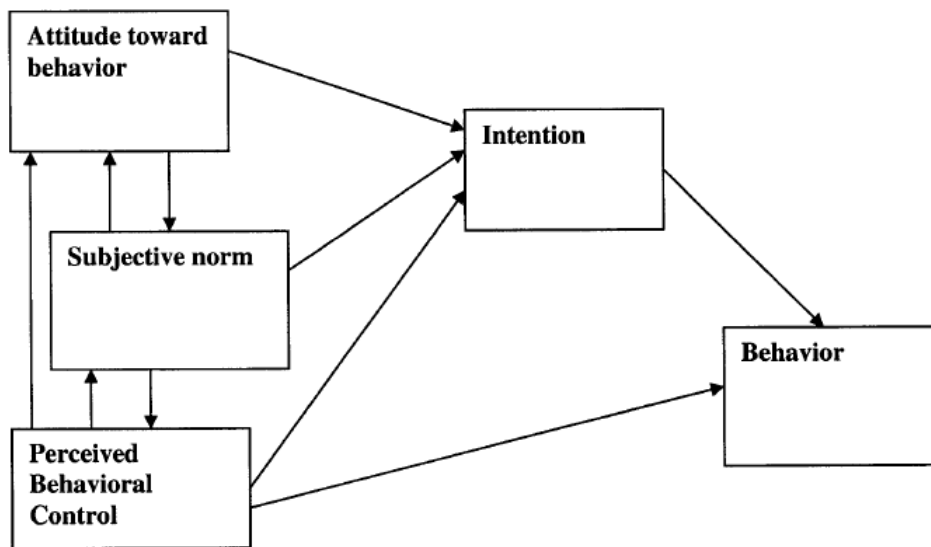 Attitude toward
behavior
Intention
Subjective norm
Behavior
Perceived
Behavioral
Control